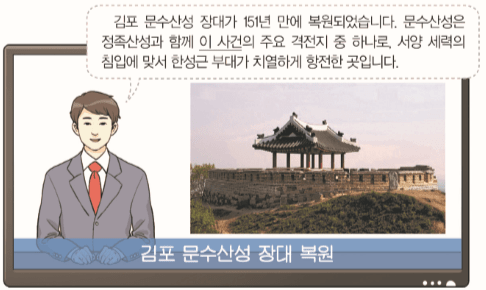 김포 문수산성 장대가 151년 만에 복원되었습니다. 문수산성은
정족산성과 함께 이 사건의 주요 격전지 중 하나로, 서양 세력의
침입에 맞서 한성근 부대가 치열하게 항전한 곳입니다.
김포 문수산성 장대 복원